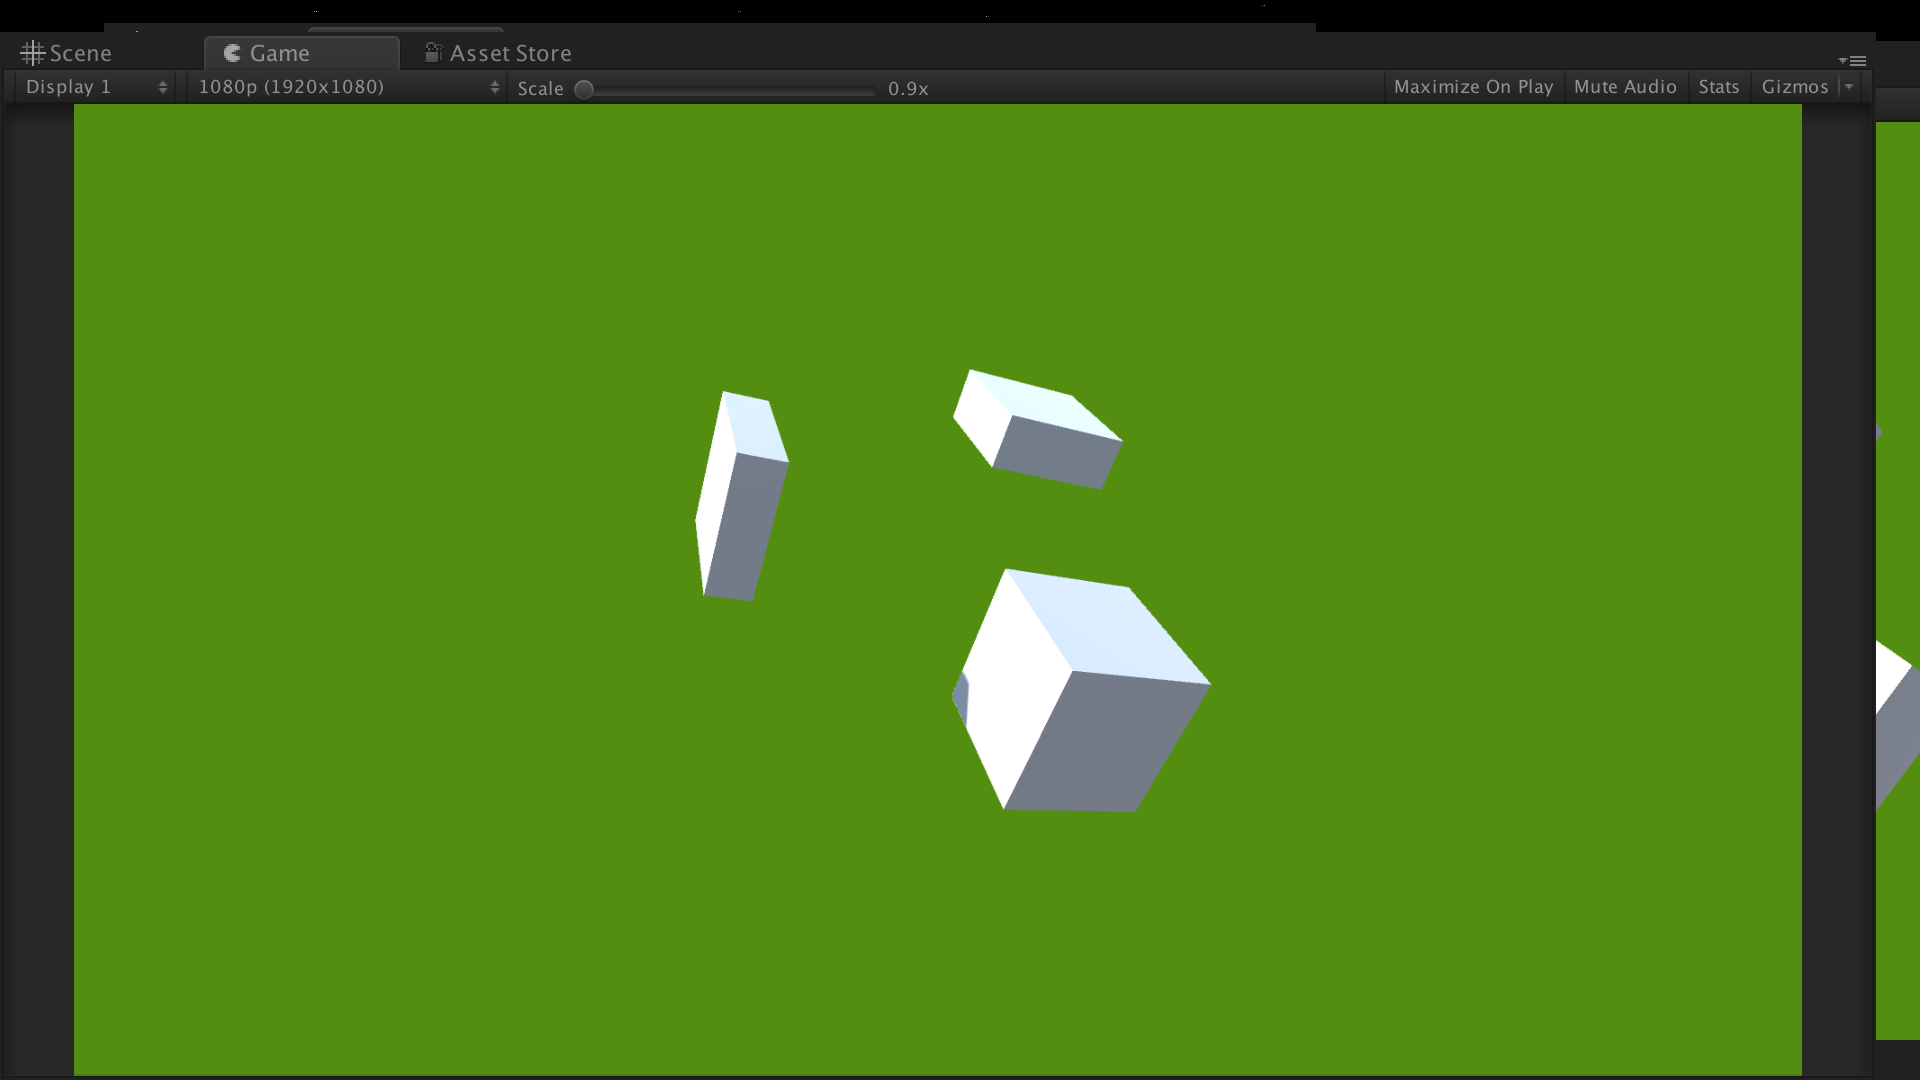 Scene Game Asset Store
Display 1 1080p (1920x1080) Scale 0.9x Maximize On Play Mute Audio Stats Gizmos